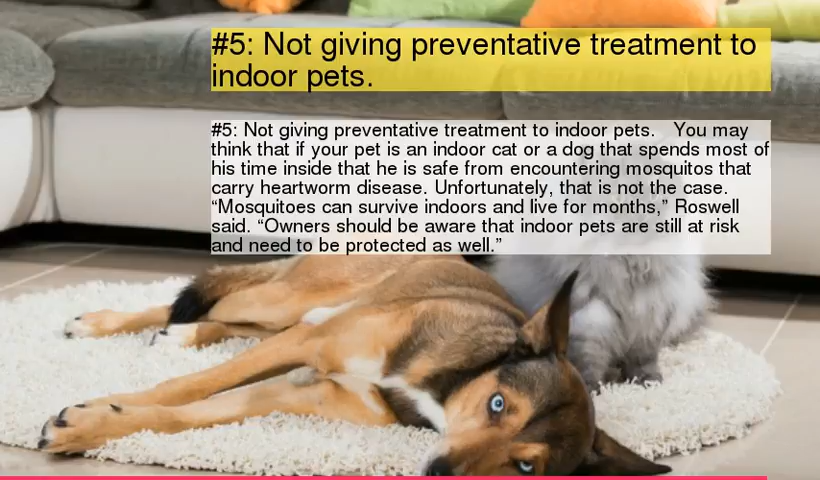 #5: Not giving preventative treatment to
indoor pets.
#5: Not giving preventative treatment to indoor pets.   You may
think that if your pet is an indoor cat or a dog that spends most of
his time inside that he is safe from encountering mosquitos that
carry heartworm disease. Unfortunately, that is not the case.
“Mosquitoes can survive indoors and live for months,” Roswell
said. “Owners should be aware that indoor pets are still at risk
and need to be protected as well.”